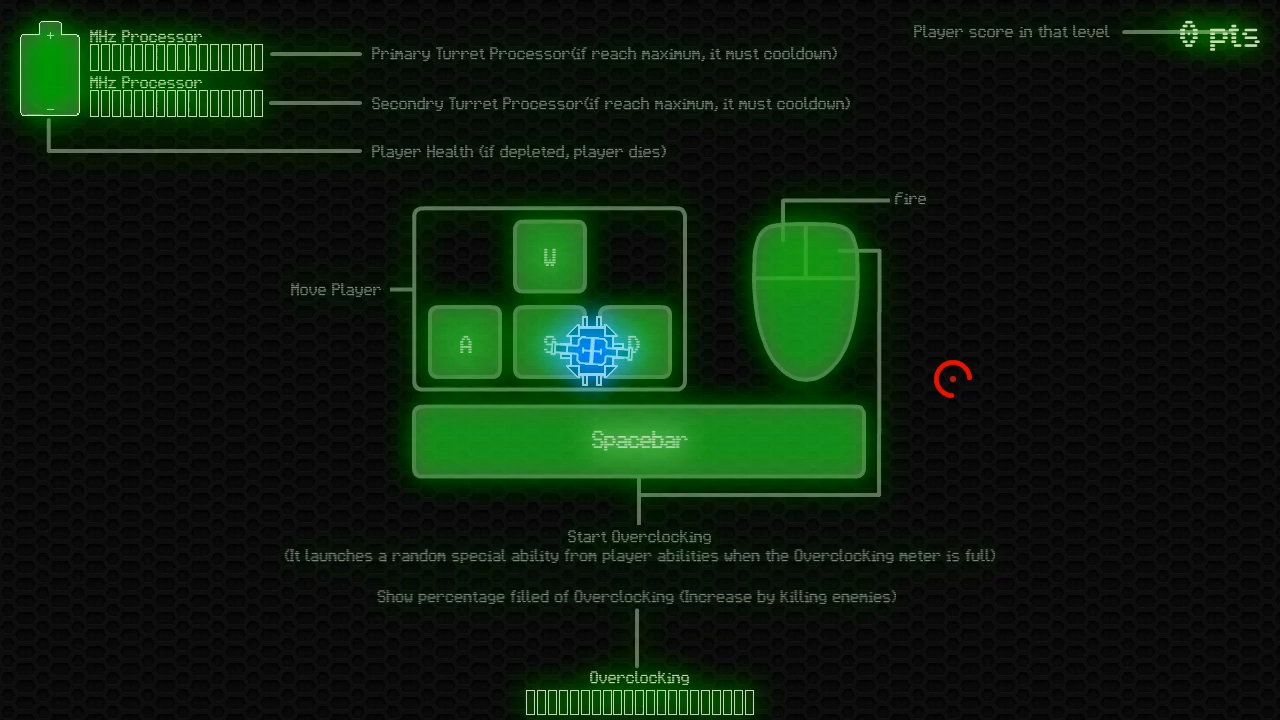 MHz Processor
Primary Turret Processor(if reach maximum, it must cooldown)
MHz Processor
Secondry Turret Processor(if reach maximum, it must cooldown)
Player Health (if depleted, player dies)
Player score in that level
0 pts
fire
W
Move Player
A
S
D
Spacebar
Start Overclocking
(It launches a random special ability from player abilities when the Overclocking meter is full)
Show percentage filled of Overclocking (Increase by Killing enemies)
Overclocking